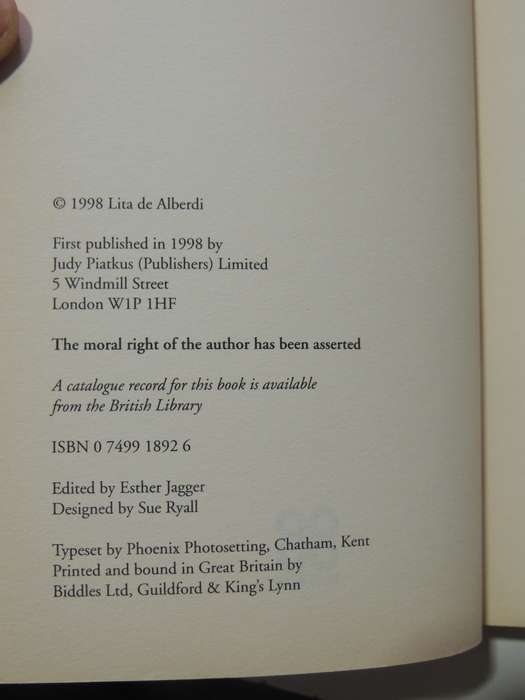 © 1998 Lita de Alberdi
First published in 1998 by
Judy Piatkus (Publishers) Limited
5 Windmill Street
London W1P 1HF
The moral right of the author has been asserted
A catalogue record for this book is available
from the British Library
ISBN 0 7499 1892 6
Edited by Esther Jagger
Designed by Sue Ryall
Typeset by Phoenix Photosetting, Chatham, Kent
Printed and bound in Great Britain by
Biddles Ltd, Guildford & King's Lynn